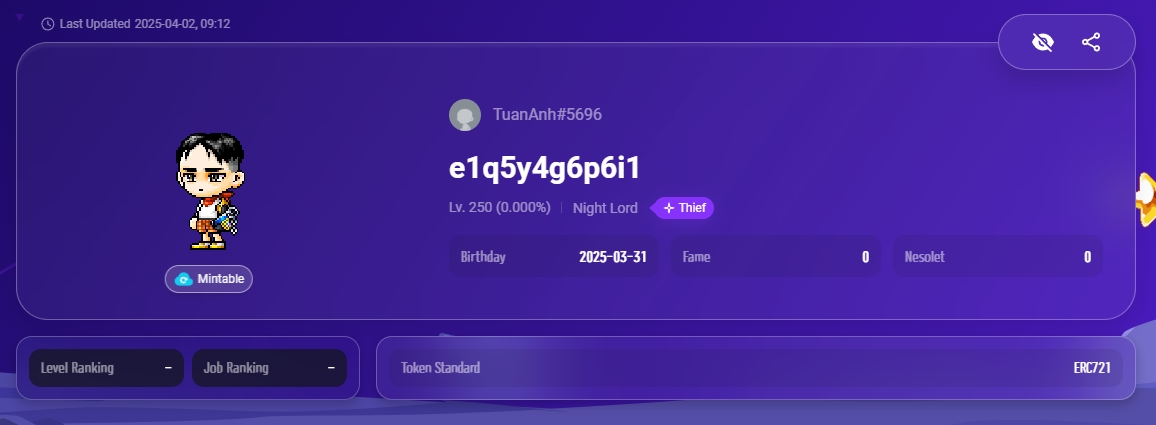 Last Updated 2025-04-02, 09:12
TuanAnh#5696
e1q5y4g6p6i1
Lv. 250 (0.000%) Night Lord Thief
Birthday 2025-03-31 Fame 0 Nesolet 0
Mintable
Level Ranking – Job Ranking – Token Standard ERC721